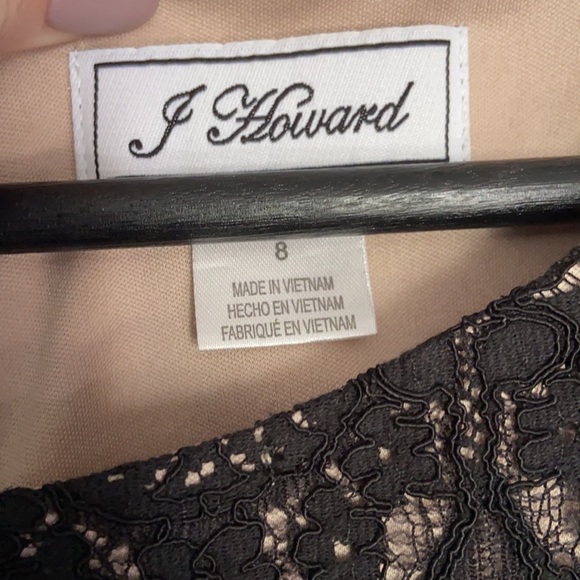 J Howard
8
MADE IN VIETNAM
HECHO EN VIETNAM
FABRIQUÉ EN VIETNAM